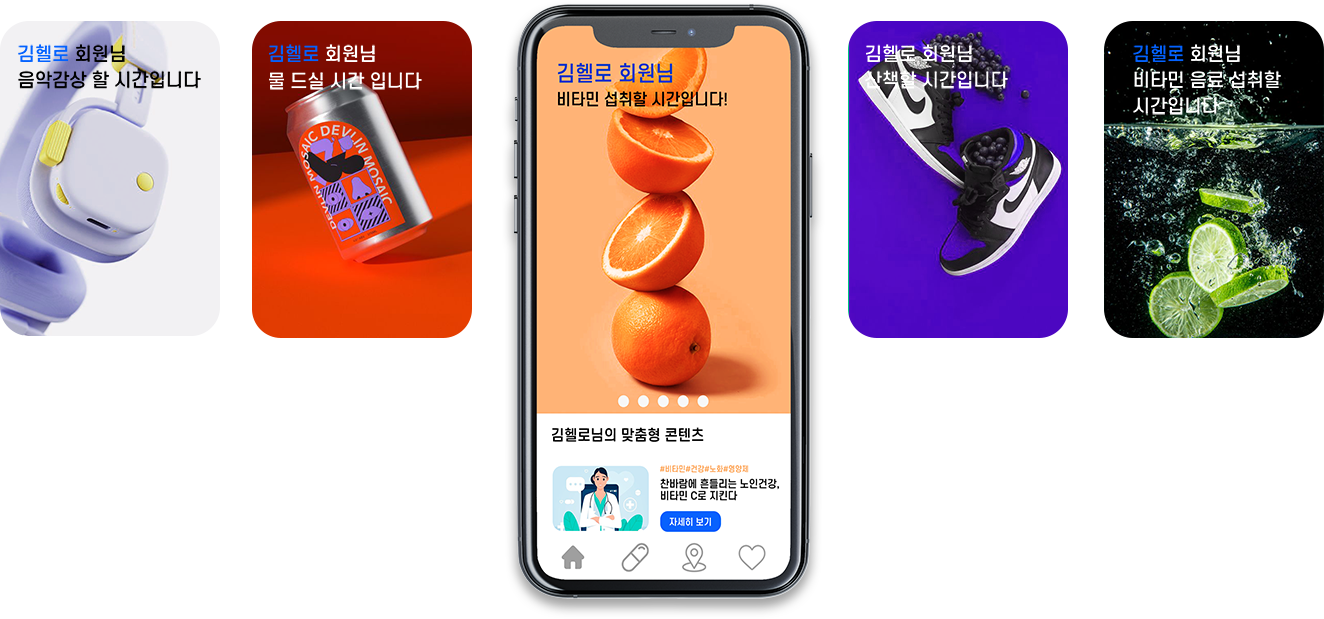 김헬로 회원님
음악감상 할 시간입니다
김헬로 회원님
물 드실 시간 입니다
MOSAIC DEVLIN MOSAIC
DEVLIN
김헬로 회원님
비타민 섭취할 시간입니다!
김헬로님의 맞춤형 콘텐츠
#비타민#건강#노화#영양제
찬바람에 흔들리는 노인건강,
비타민 C로 지킨다
자세히 보기
김헬로 회원님
산책할 시간입니다
김헬로 회원님
비타민 음료 섭취할
시간입니다